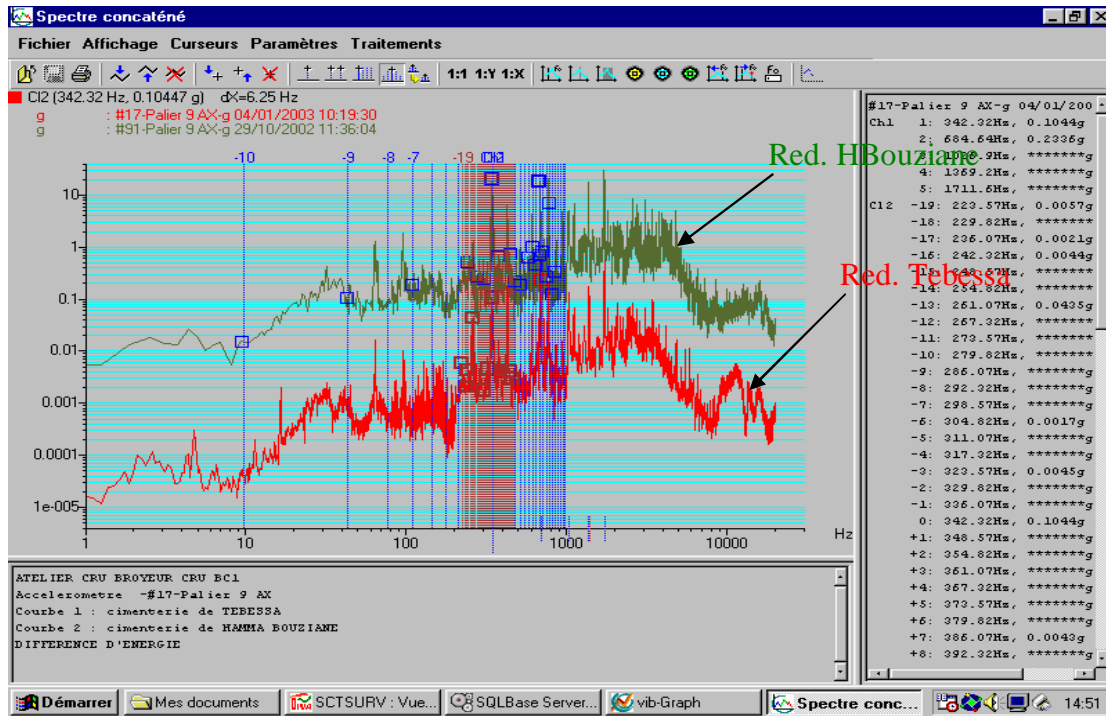 Spectre concaténé
Fichier Affichage Curseurs Paramètres Traitements
1:1 1:Y 1:X
Cl2 (342.32 Hz, 0.10447 g) dX=6.25 Hz
g : #17-Palier 9 AX-g 04/01/2003 10:19:30
g : #91-Palier 9 AX-g 29/10/2002 11:36:04
-10 -9 -8 -7 -19
10
1
0.1
0.01
0.001
0.0001
1e-005
1 10 100 1000 10000 Hz
Red. HBouziane
Red. Tebessa
#17-Palier 9 AX-g 04/01/200
Ch1 1: 342.32Hz, 0.1044g
2: 684.64Hz, 0.2336g
4: 1369.2Hz, *******g
5: 1711.6Hz, *******g
Cl2 -19: 223.57Hz, 0.0057g
-18: 229.82Hz, *******
-17: 236.07Hz, 0.0021g
-16: 242.32Hz, 0.0044g
-13: 261.07Hz, 0.0435g
-12: 267.32Hz, *******
-11: 273.57Hz, *******
-10: 279.82Hz, *******
-9: 286.07Hz, *******g
-8: 292.32Hz, *******g
-7: 298.57Hz, *******g
-6: 304.82Hz, 0.0017g
-5: 311.07Hz, *******g
-4: 317.32Hz, *******g
-3: 323.57Hz, 0.0045g
-2: 329.82Hz, *******g
-1: 336.07Hz, *******g
0: 342.32Hz, 0.1044g
+1: 348.57Hz, *******g
+2: 354.82Hz, *******g
+3: 361.07Hz, *******g
+4: 367.32Hz, *******g
+5: 373.57Hz, *******g
+6: 379.82Hz, *******g
+7: 386.07Hz, 0.0043g
+8: 392.32Hz, *******g
ATELIER CRU BROYEUR CRU BC1
Accelerometre -#17-Palier 9 AX
Courbe 1 : cimenterie de TEBESSA
Courbe 2 : cimenterie de HAMMA BOUZIANE
DIFFERENCE D'ENERGIE
Démarrer Mes documents SCTSURV : Vue... SQLBase Server... vib-Graph Spectre conc... 14:51